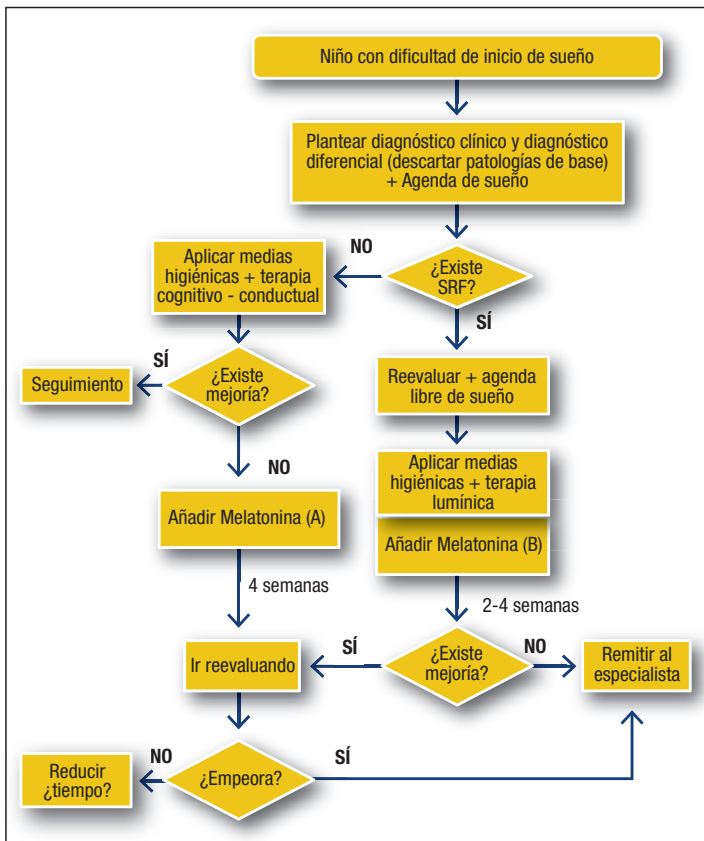 Niño con dificultad de inicio de sueño
Plantear diagnóstico clínico y diagnóstico
diferencial (descartar patologías de base)
+ Agenda de sueño
NO
Aplicar medias
higiénicas + terapia
cognitivo - conductual
¿Existe
SRF?
SÍ
SÍ
Seguimiento
¿Existe
mejoría?
Reevaluar + agenda
libre de sueño
NO
Aplicar medias
higiénicas + terapia
lumínica
Añadir Melatonina (A)
Añadir Melatonina (B)
4 semanas
2-4 semanas
Ir reevaluando
SÍ
¿Existe
mejoría?
NO
Remitir al
especialista
NO
Reducir
¿tiempo?
¿Empeora?
SÍ